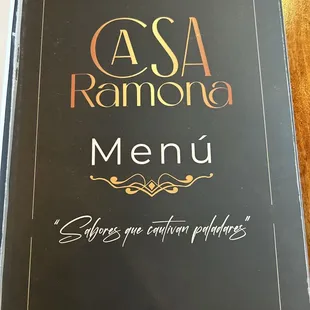 CASA
Ramona
Menú
“Sabores que cautivan paladares”